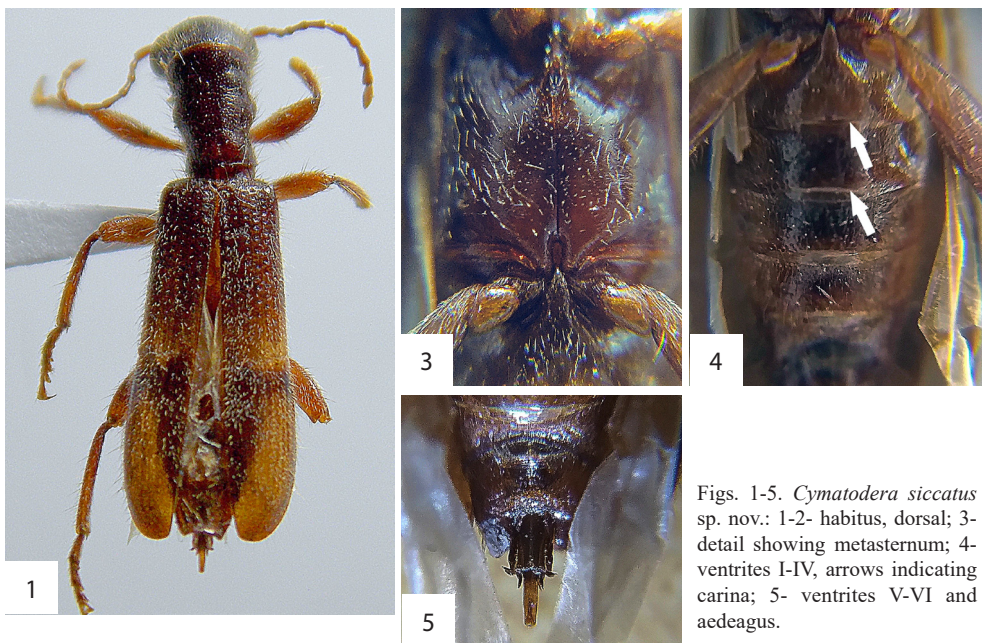 3
4
1
5
Figs. 1-5. Cymatodera siccatus
sp. nov.: 1-2- habitus, dorsal; 3-
detail showing metasternum; 4-
ventrites I-IV, arrows indicating
carina; 5- ventrites V-VI and
aedeagus.